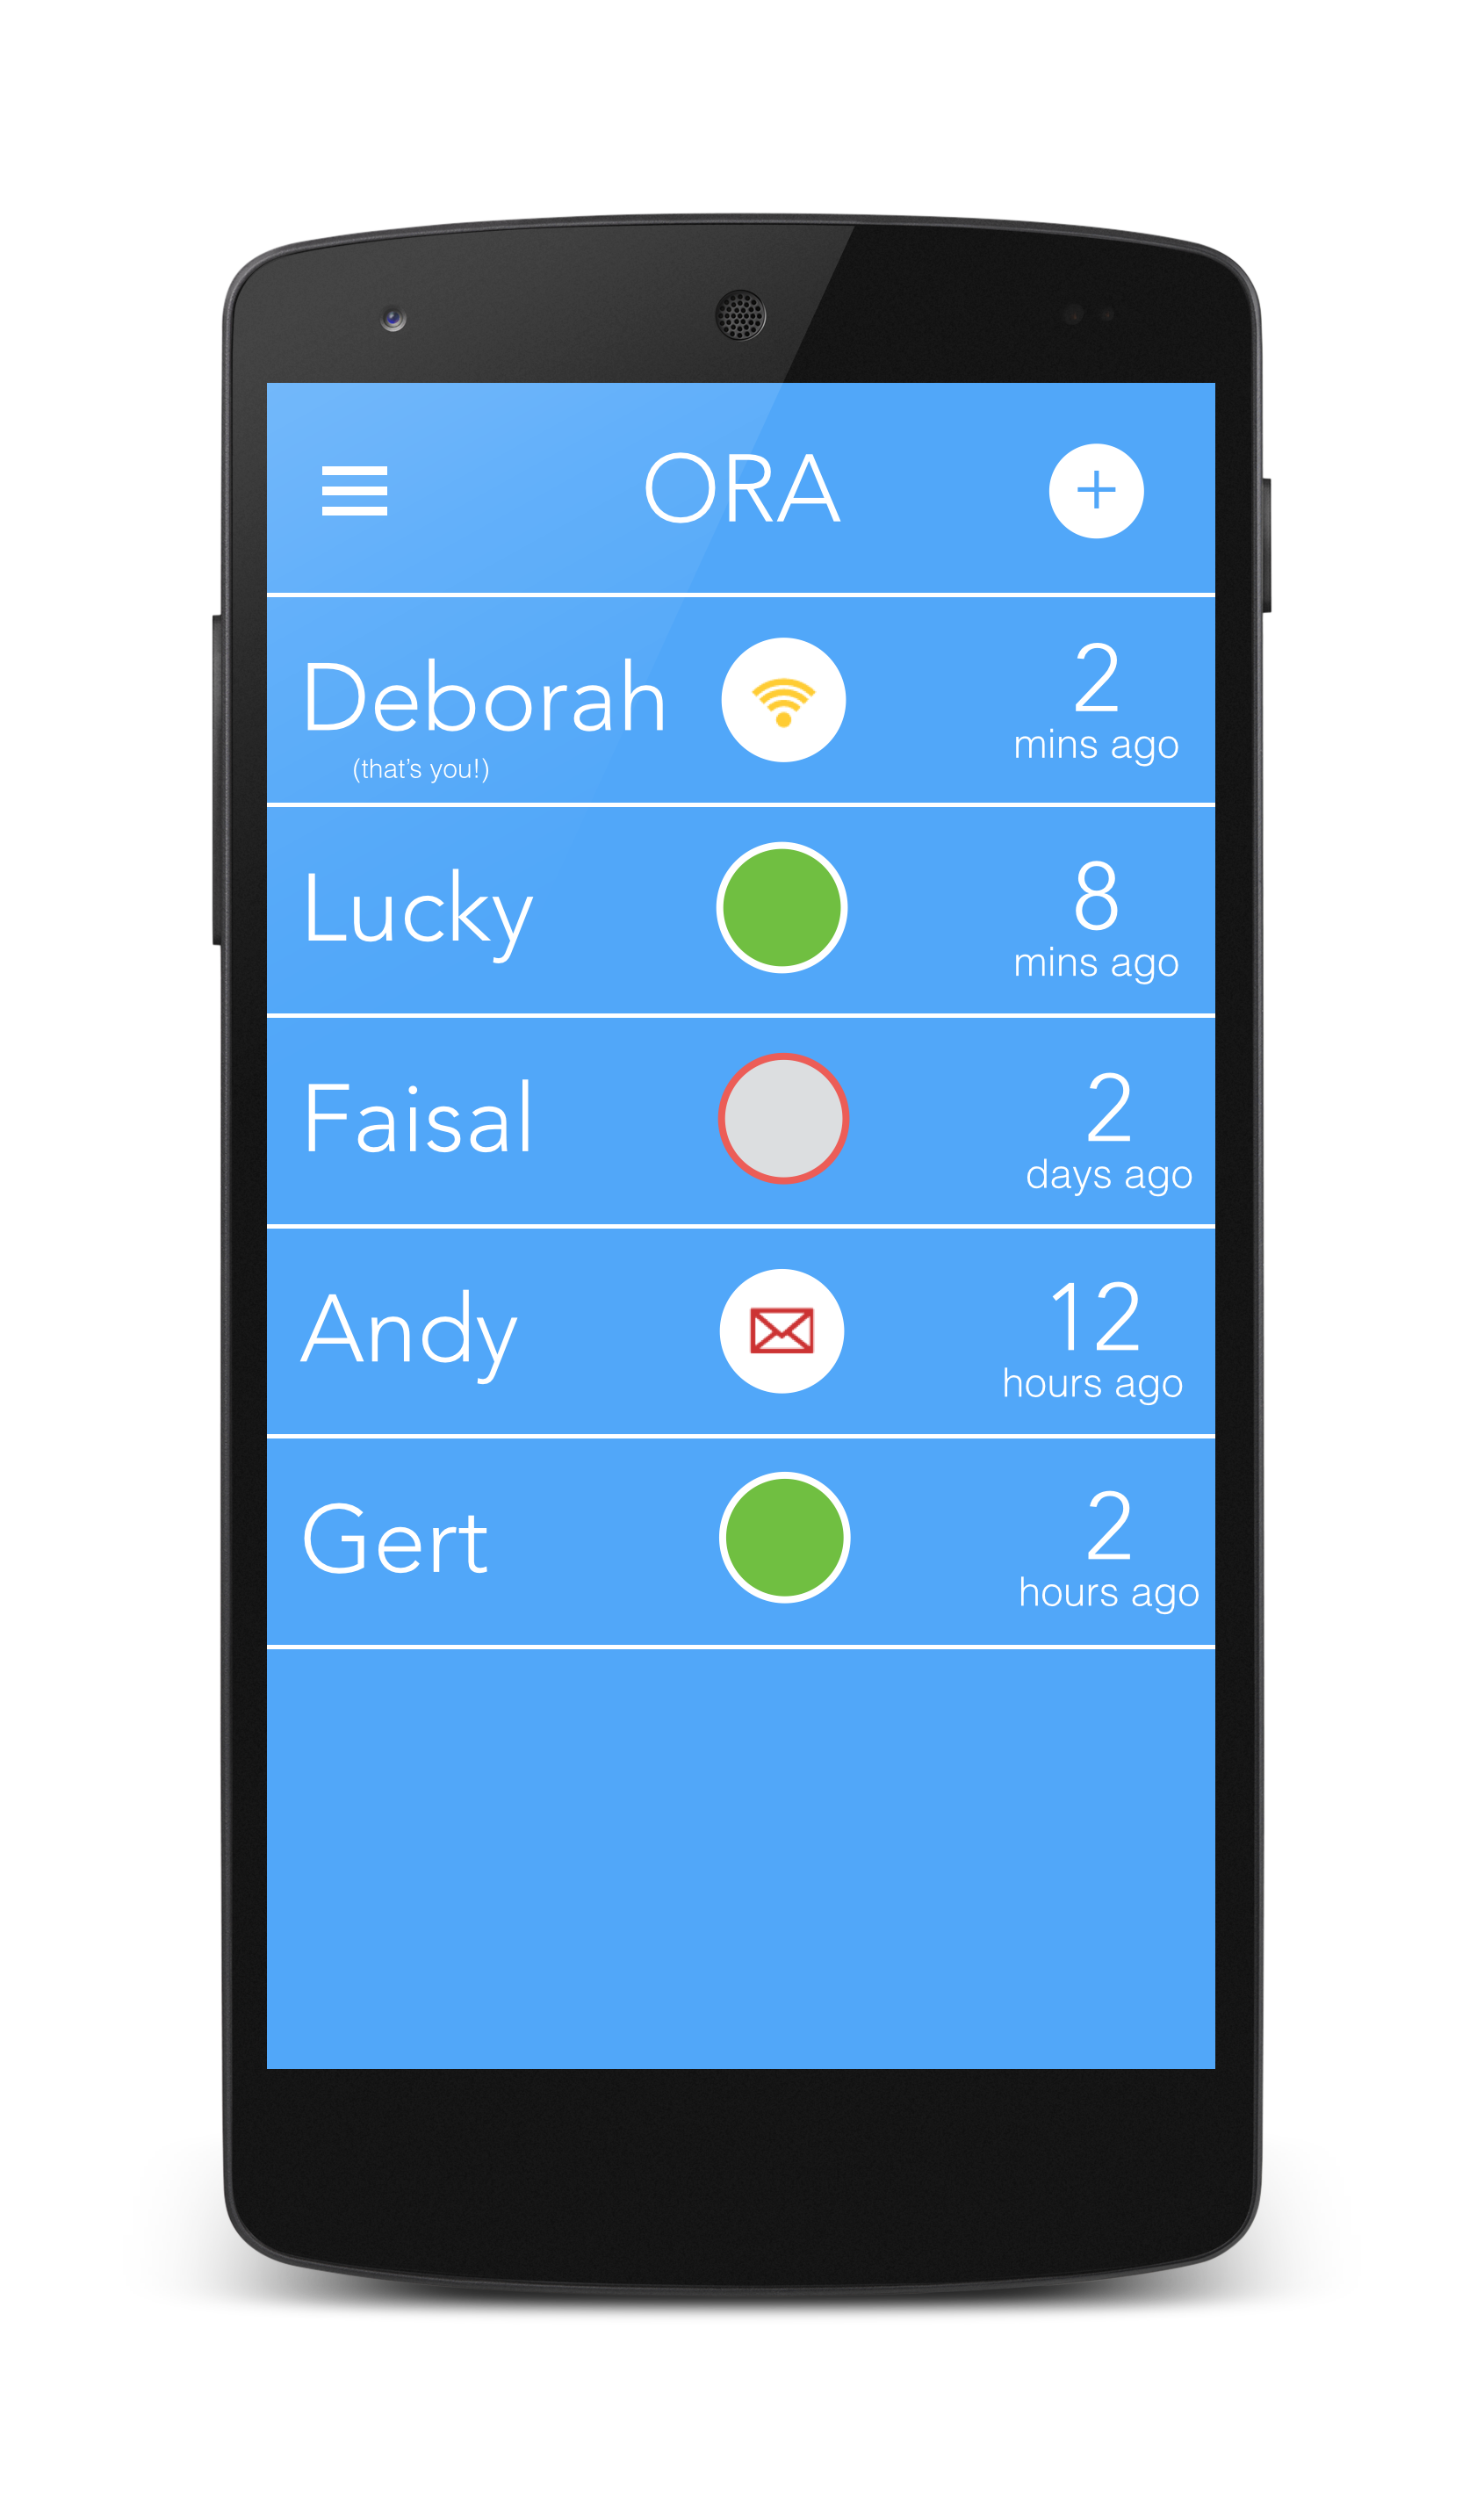 ORA
+
Deborah
(that's you!)
2
mins ago
Lucky
8
mins ago
Faisal
2
days ago
Andy
12
hours ago
Gert
2
hours ago